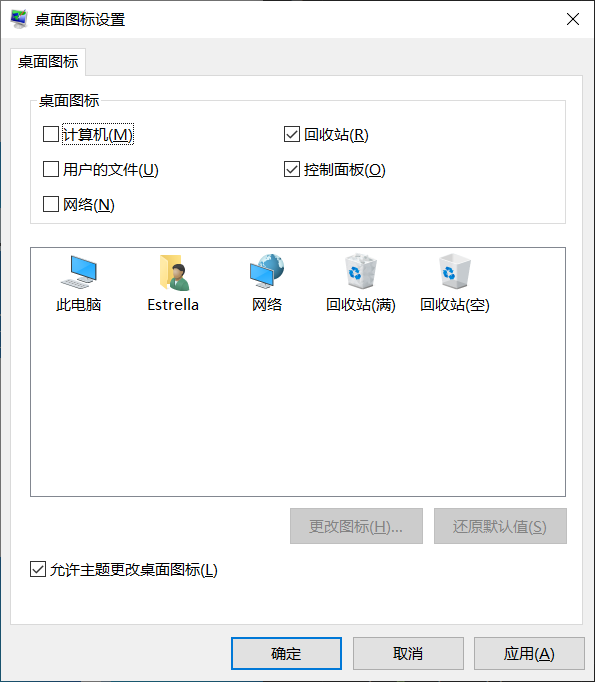 桌面图标设置
桌面图标
桌面图标
计算机(M)
回收站(R)
用户的文件(U)
控制面板(O)
网络(N)
此电脑
Estrella
网络
回收站(满)
回收站(空)
更改图标(H)...
还原默认值(S)
允许主题更改桌面图标(L)
确定
取消
应用(A)